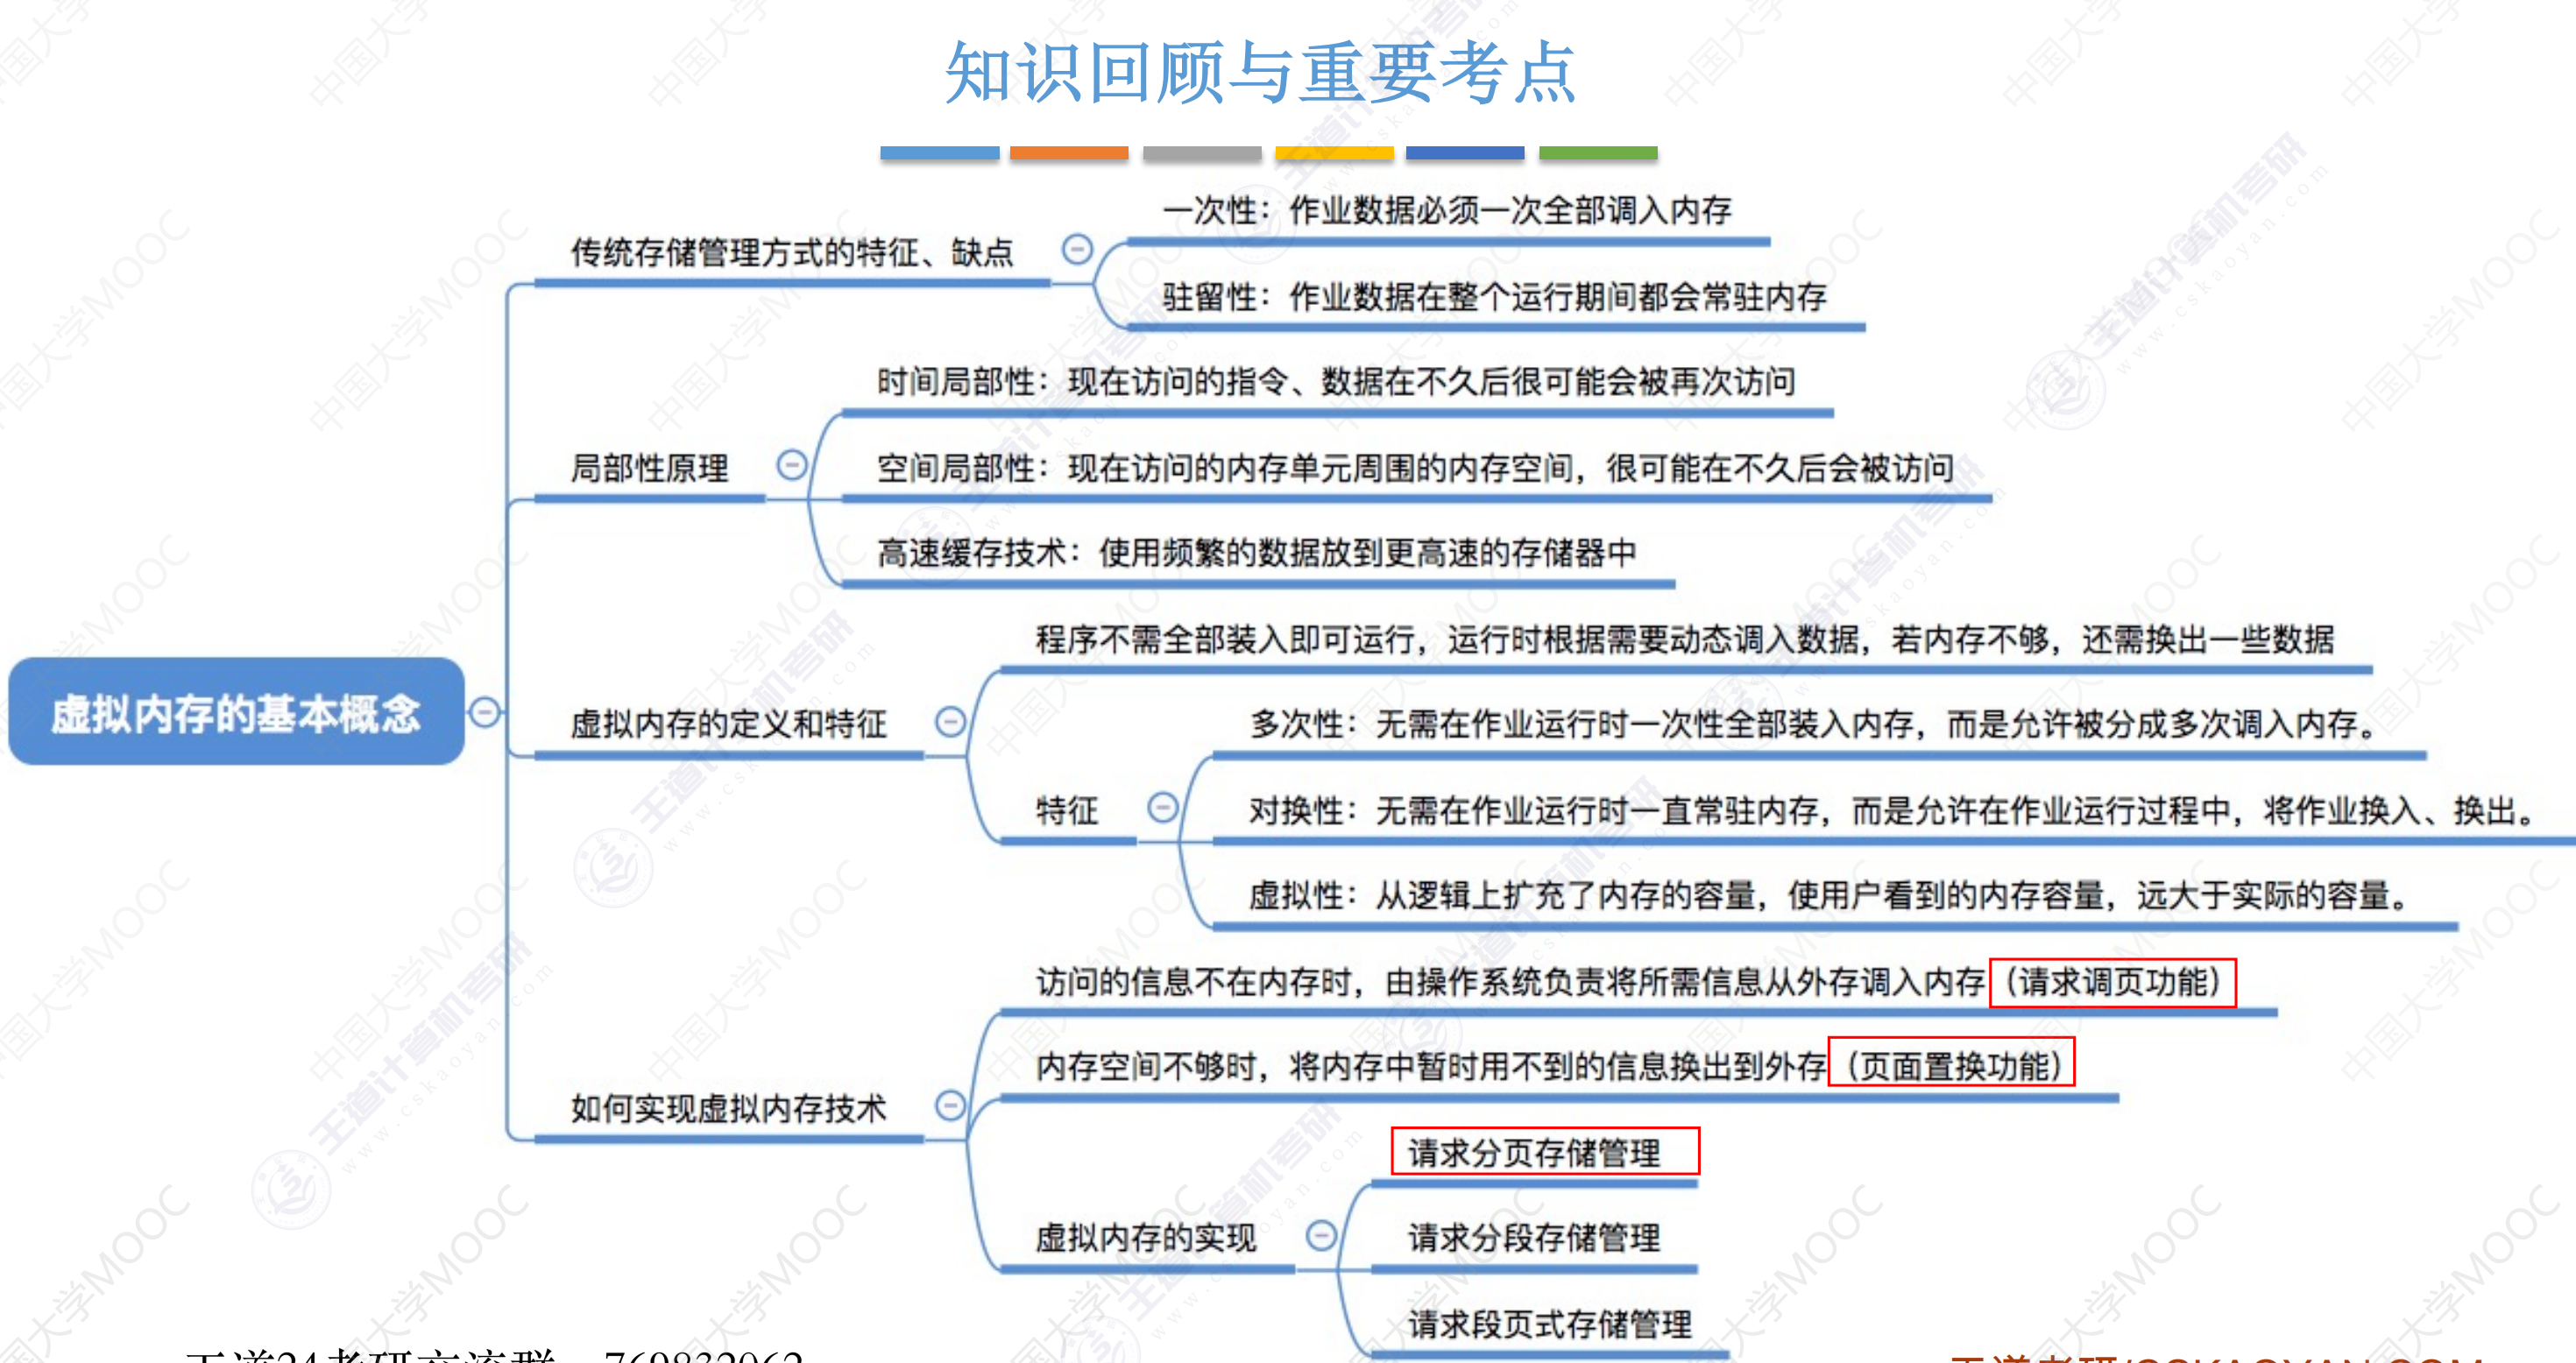 知识回顾与重要考点
一次性：作业数据必须一次全部调入内存
传统存储管理方式的特征、缺点
驻留性：作业数据在整个运行期间都会常驻内存
时间局部性：现在访问的指令、数据在不久后很可能会被再次访问
局部性原理
空间局部性：现在访问的内存单元周围的内存空间，很可能在不久后会被访问
高速缓存技术：使用频繁的数据放到更高速的存储器中
程序不需全部装入即可运行，运行时根据需要动态调入数据，若内存不够，还需换出一些数据
虚拟内存的基本概念
虚拟内存的定义和特征
多次性：无需在作业运行时一次性全部装入内存，而是允许被分成多次调入内存。
特征
对换性：无需在作业运行时一直常驻内存，而是允许在作业运行过程中，将作业换入、换出。
虚拟性：从逻辑上扩充了内存的容量，使用户看到的内存容量，远大于实际的容量。
访问的信息不在内存时，由操作系统负责将所需信息从外存调入内存（请求调页功能）
内存空间不够时，将内存中暂时用不到的信息换出到外存（页面置换功能）
如何实现虚拟内存技术
请求分页存储管理
虚拟内存的实现
请求分段存储管理
请求段页式存储管理
中国大学MOOC
王道计算机考研
www.cskaoyan.com